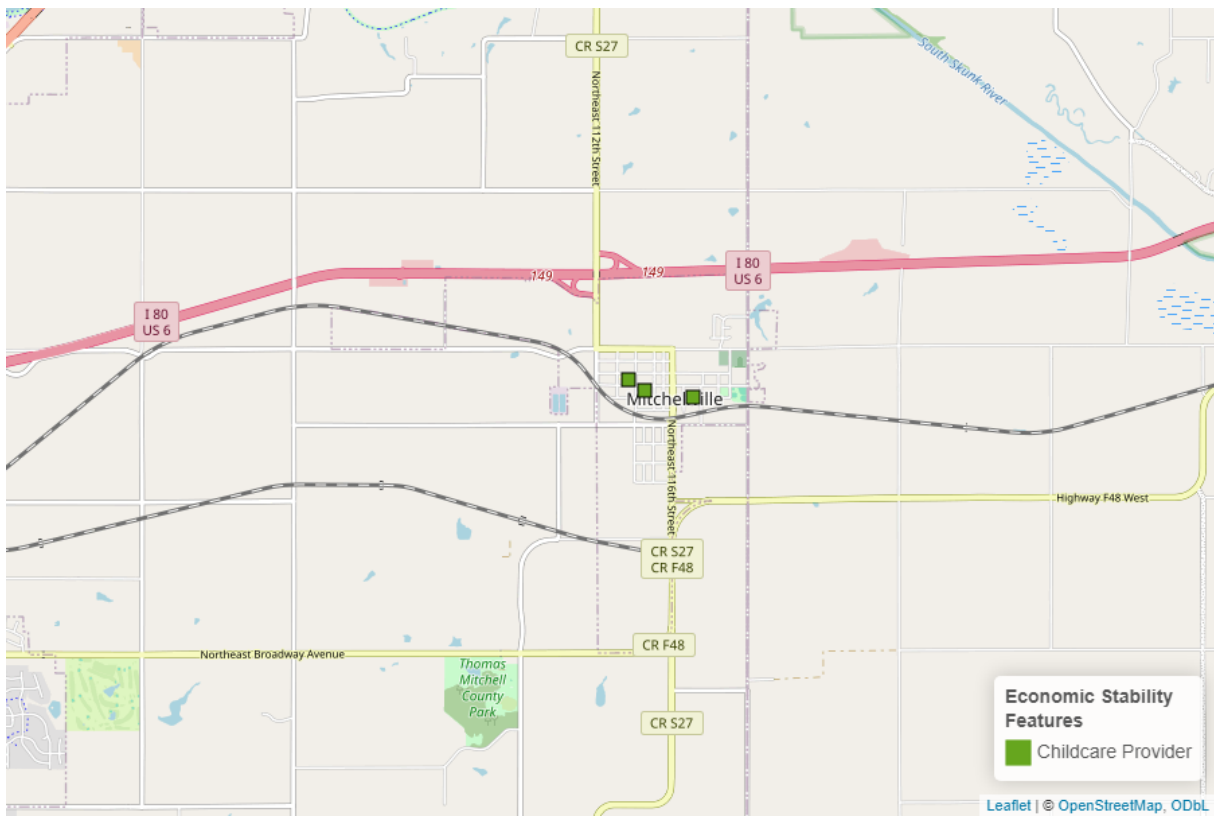 CR S27
Northeast 112th Street
South Skunk River
149
149
I 80
US 6
I 80
US 6
Mitchellville
Northeast 116th Street
Highway F48 West
CR S27
CR F48
CR F48
Northeast Broadway Avenue
Thomas
Mitchell
County
Park
CR S27
Economic Stability
Features
Childcare Provider
Leaflet | © OpenStreetMap, ODbL